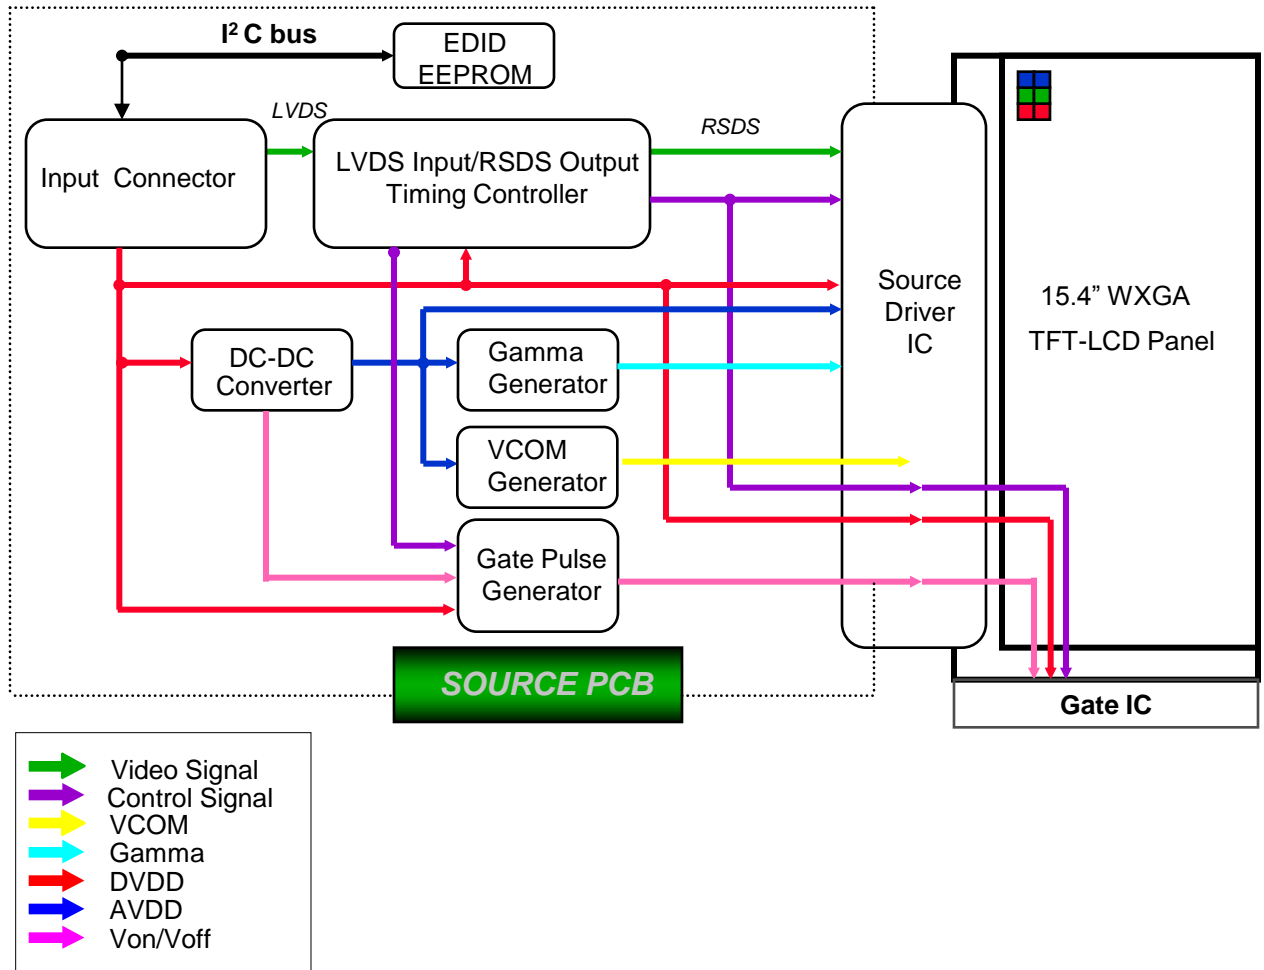 I² C bus
EDID
EEPROM
LVDS
RSDS
Input Connector
LVDS Input/RSDS Output
Timing Controller
Source
Driver
IC
15.4” WXGA
TFT-LCD Panel
DC-DC
Converter
Gamma
Generator
VCOM
Generator
Gate Pulse
Generator
SOURCE PCB
Gate IC
Video Signal
Control Signal
VCOM
Gamma
DVDD
AVDD
Von/Voff